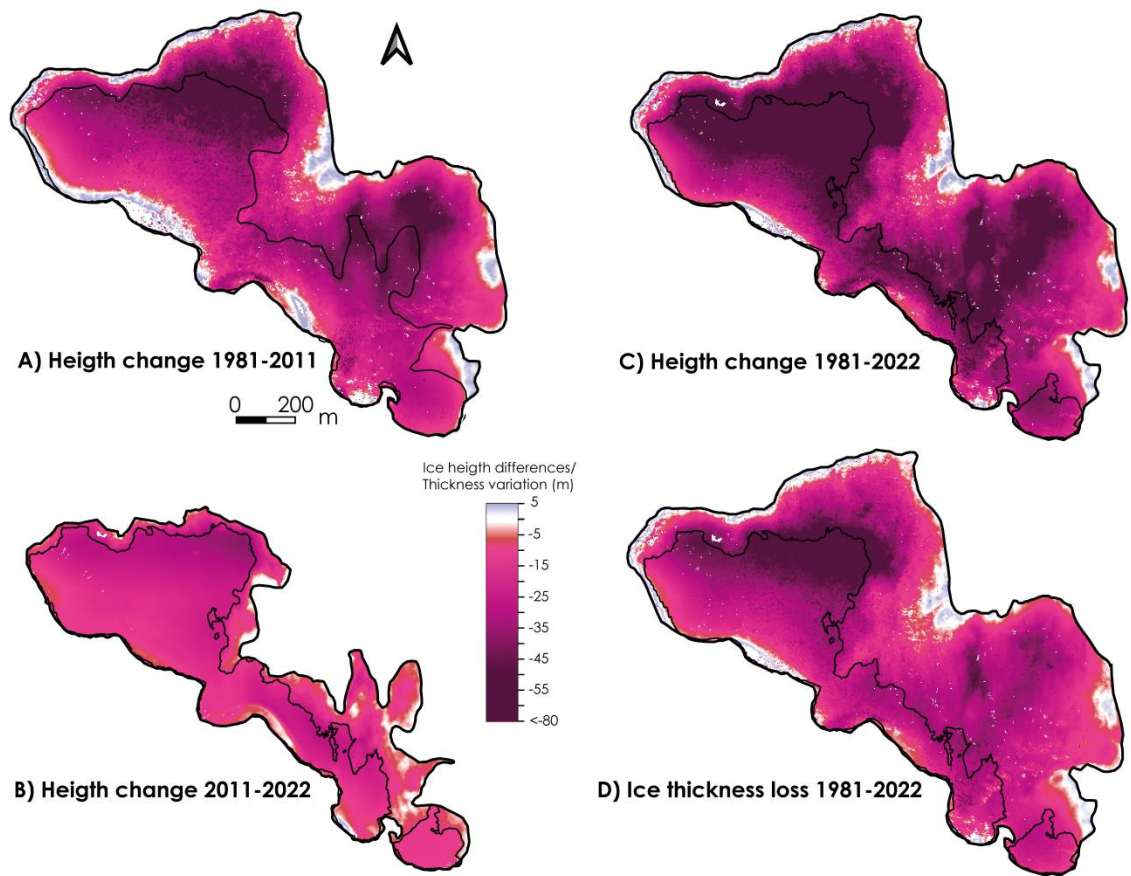 A) Heigth change 1981-2011
0 200 m
C) Heigth change 1981-2022
Ice heigth differences/
Thickness variation (m)
5
-5
-15
-25
-35
-45
-55
<-80
B) Heigth change 2011-2022
D) Ice thickness loss 1981-2022